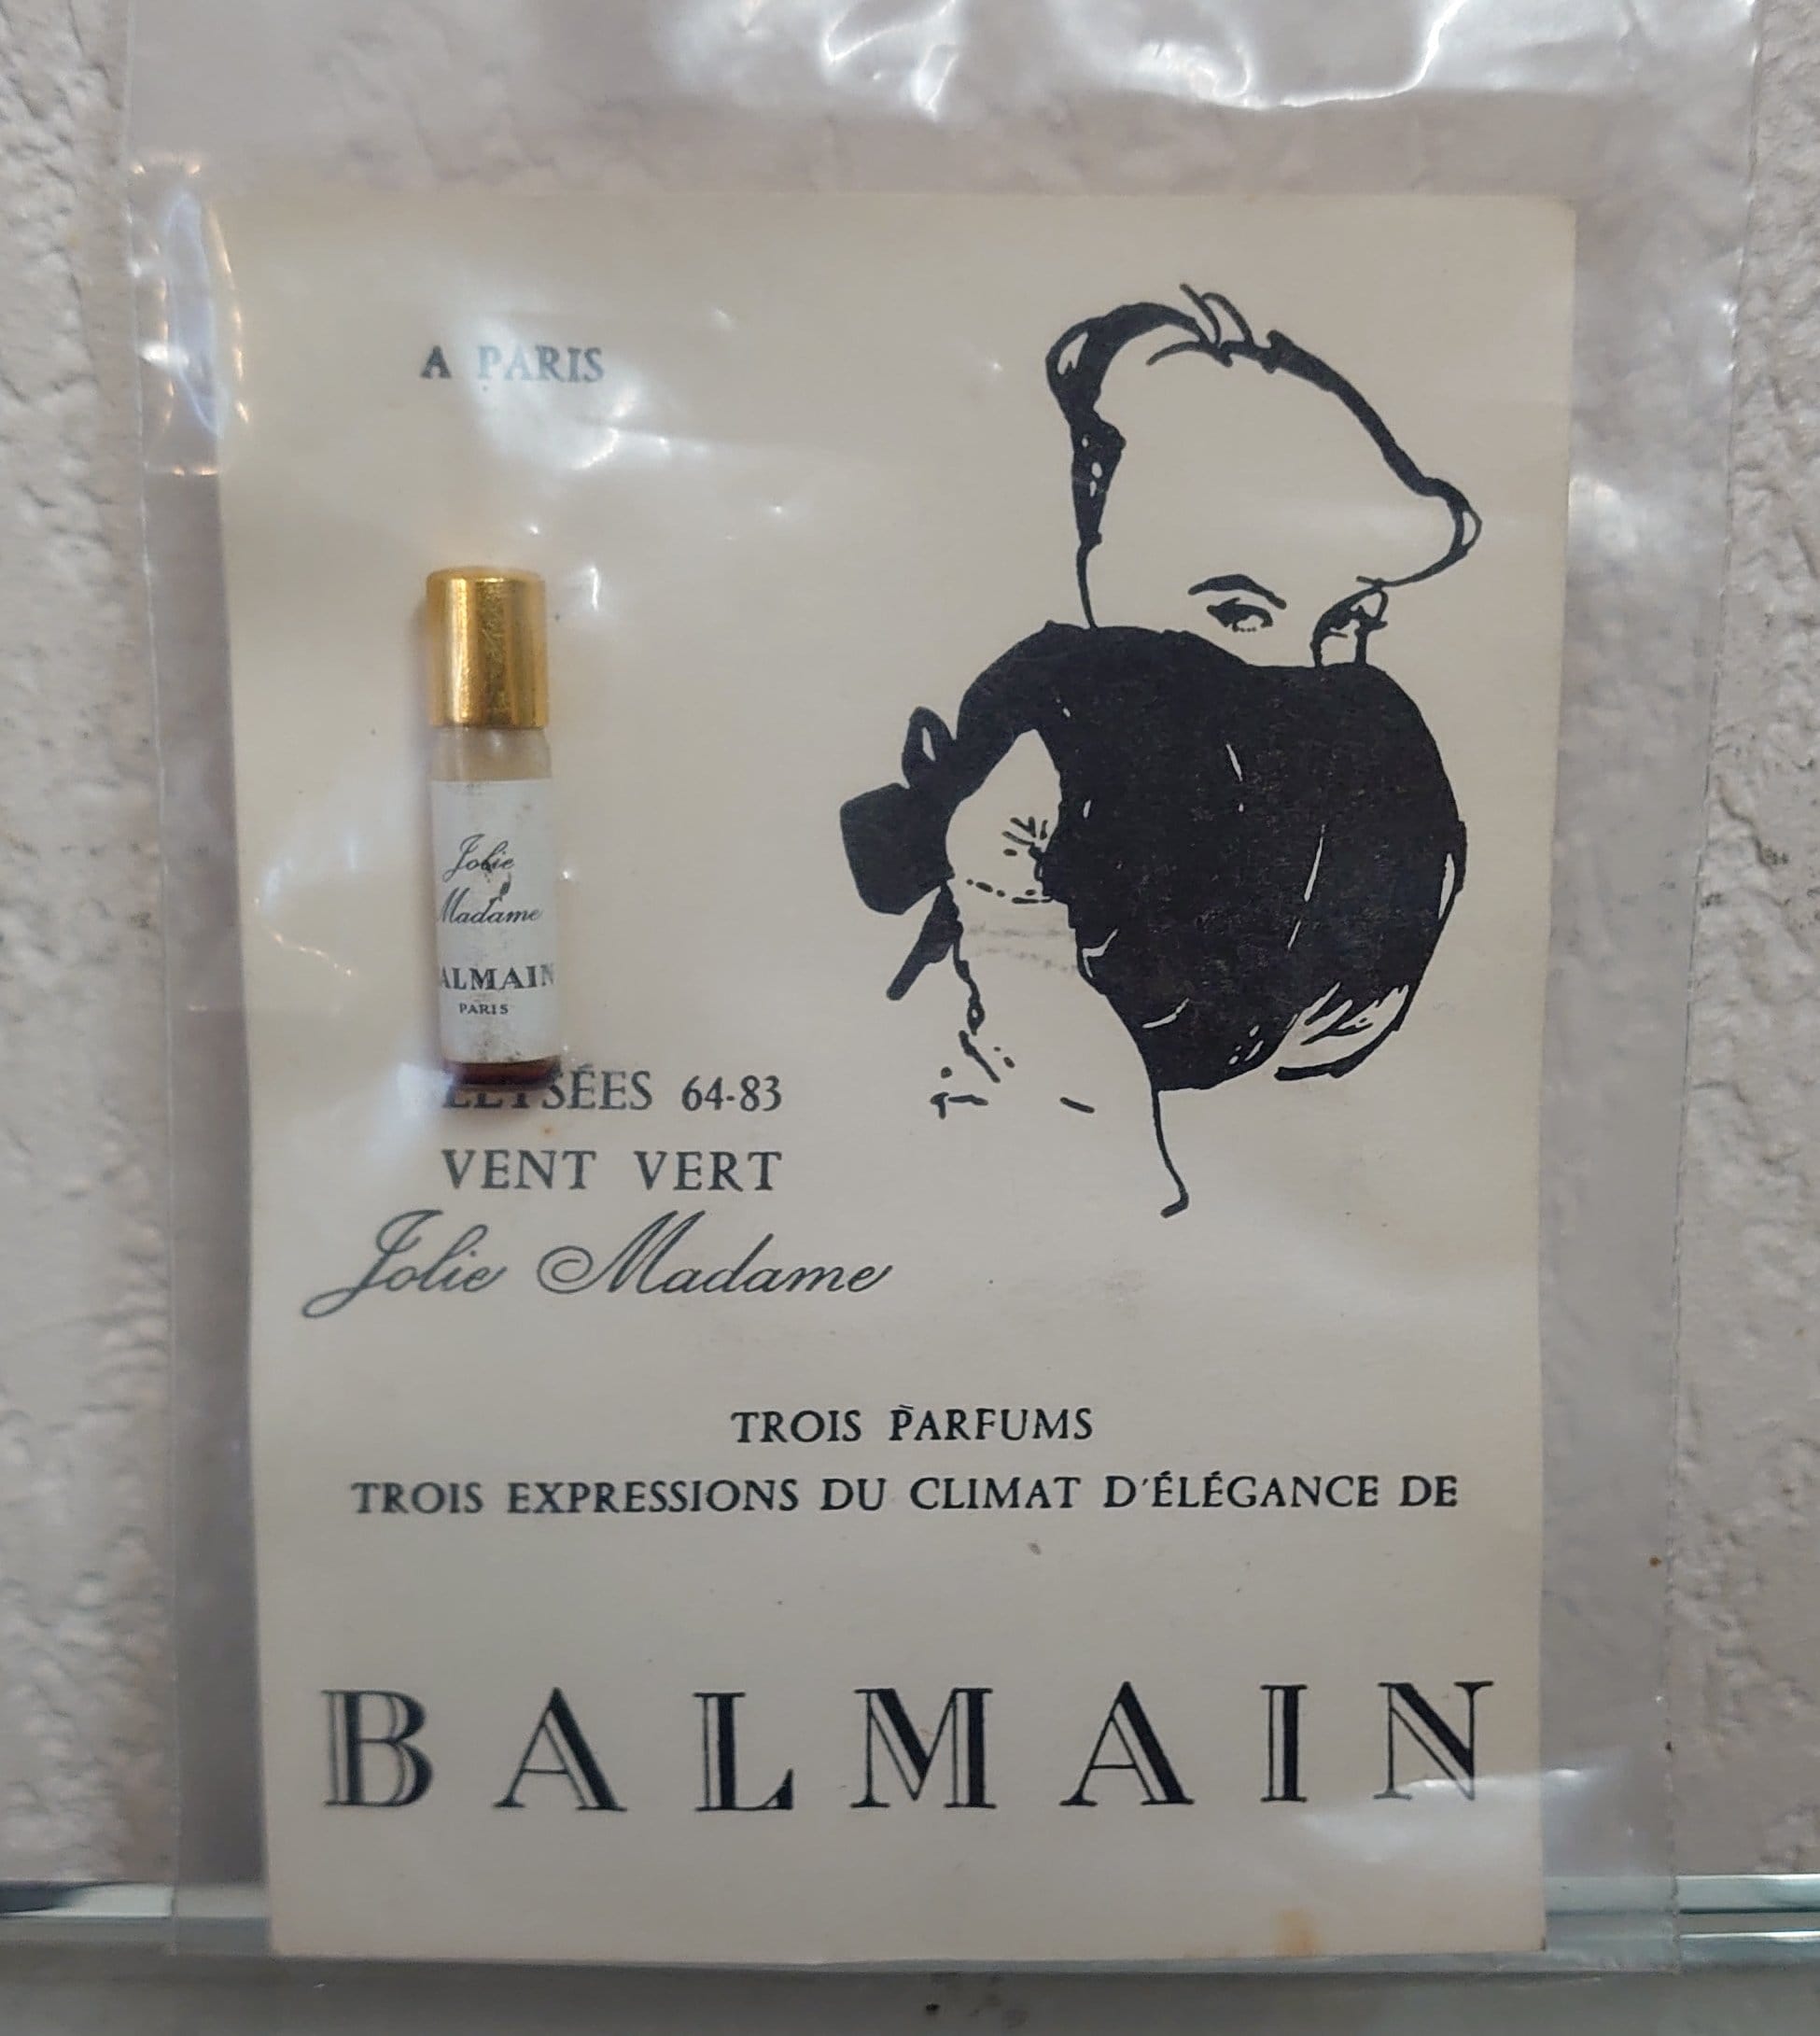 A PARIS
Jolie
Madame
ALMAIN
PARIS
ÉLYSÉES 64-83
VENT VERT
Jolie Madame
TROIS PARFUMS
TROIS EXPRESSIONS DU CLIMAT D'ÉLÉGANCE DE
BALMAIN